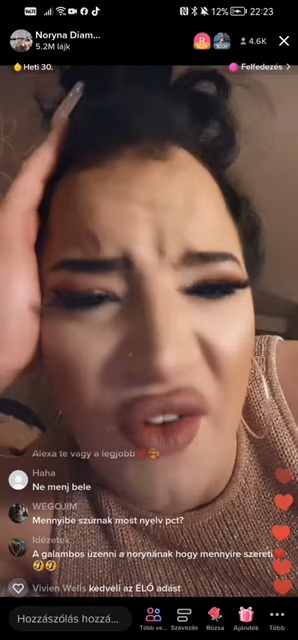 22:23
12%
Noryna Diam...
5.2M lájk
4.6K
Heti 30.
Felfedezés >
Alexa te vagy a legjobb❤️🥰
Haha
Ne menj bele
WEGOJIM
Mennyibe szúrnak most nyelv pct?
Idézetek
A galambos üzenni a norynának hogy mennyire szereti
🤣🤣
Vivien Wells kedvéli az ÉLŐ adást
Hozzászólás hozzá...
Több ve...
Szavazás
Rózsa
Ajándék
Több